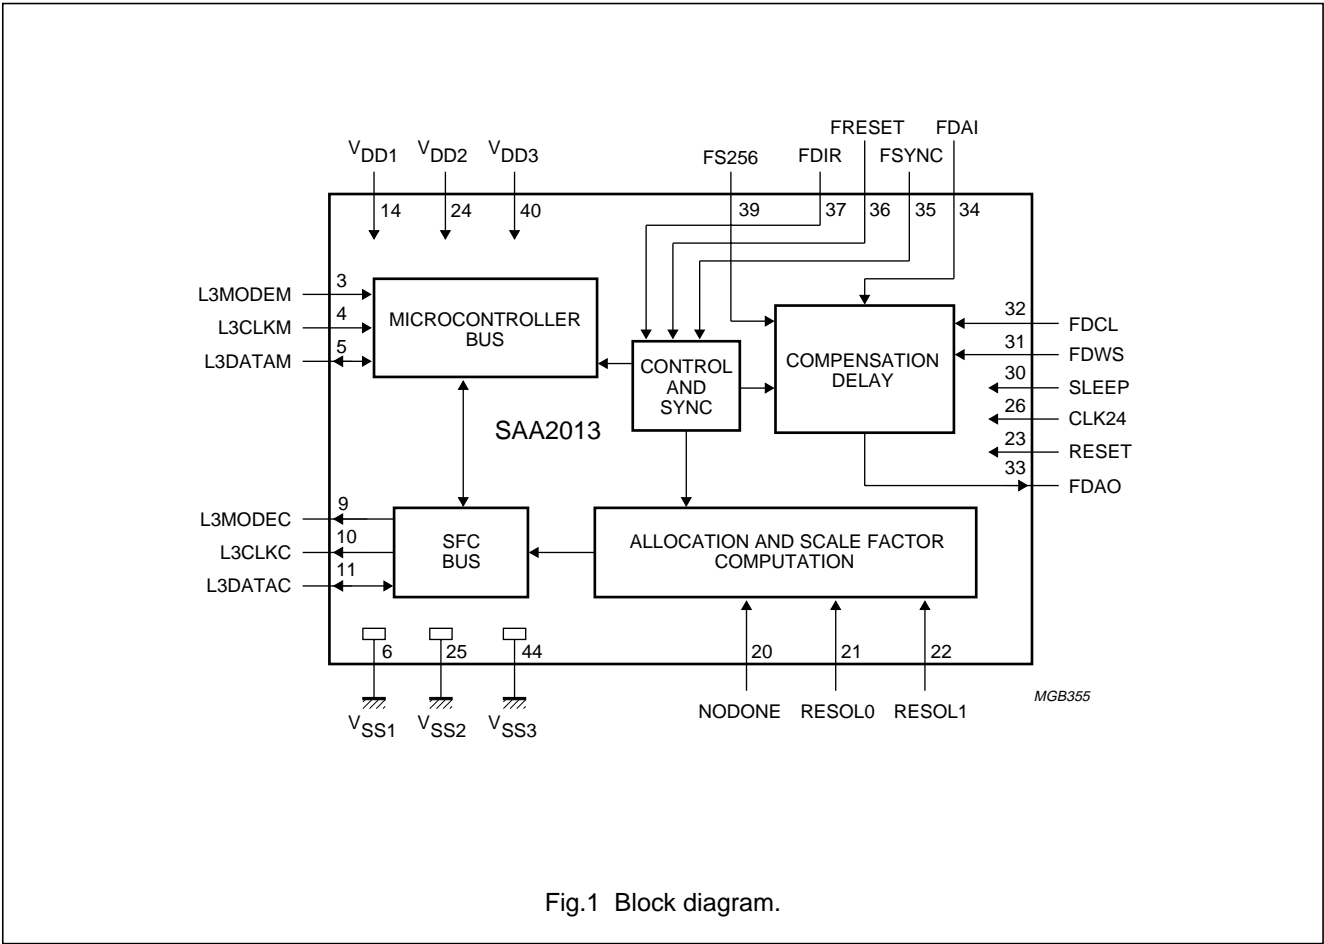 FRESET FDAI
VDD1 VDD2 VDD3 FS256 FDIR FSYNC
14 24 40 39 37 36 35 34
L3MODEM 3
L3CLKM 4
L3DATAM 5
MICROCONTROLLER
BUS
CONTROL
AND
SYNC
COMPENSATION
DELAY
32 FDCL
31 FDWS
30 SLEEP
26 CLK24
23 RESET
33 FDAO
SAA2013
L3MODEC 9
L3CLKC 10
L3DATAC 11
SFC
BUS
ALLOCATION AND SCALE FACTOR
COMPUTATION
6 25 44 20 21 22
VSS1 VSS2 VSS3 NODONE RESOL0 RESOL1
MGB355
Fig.1 Block diagram.